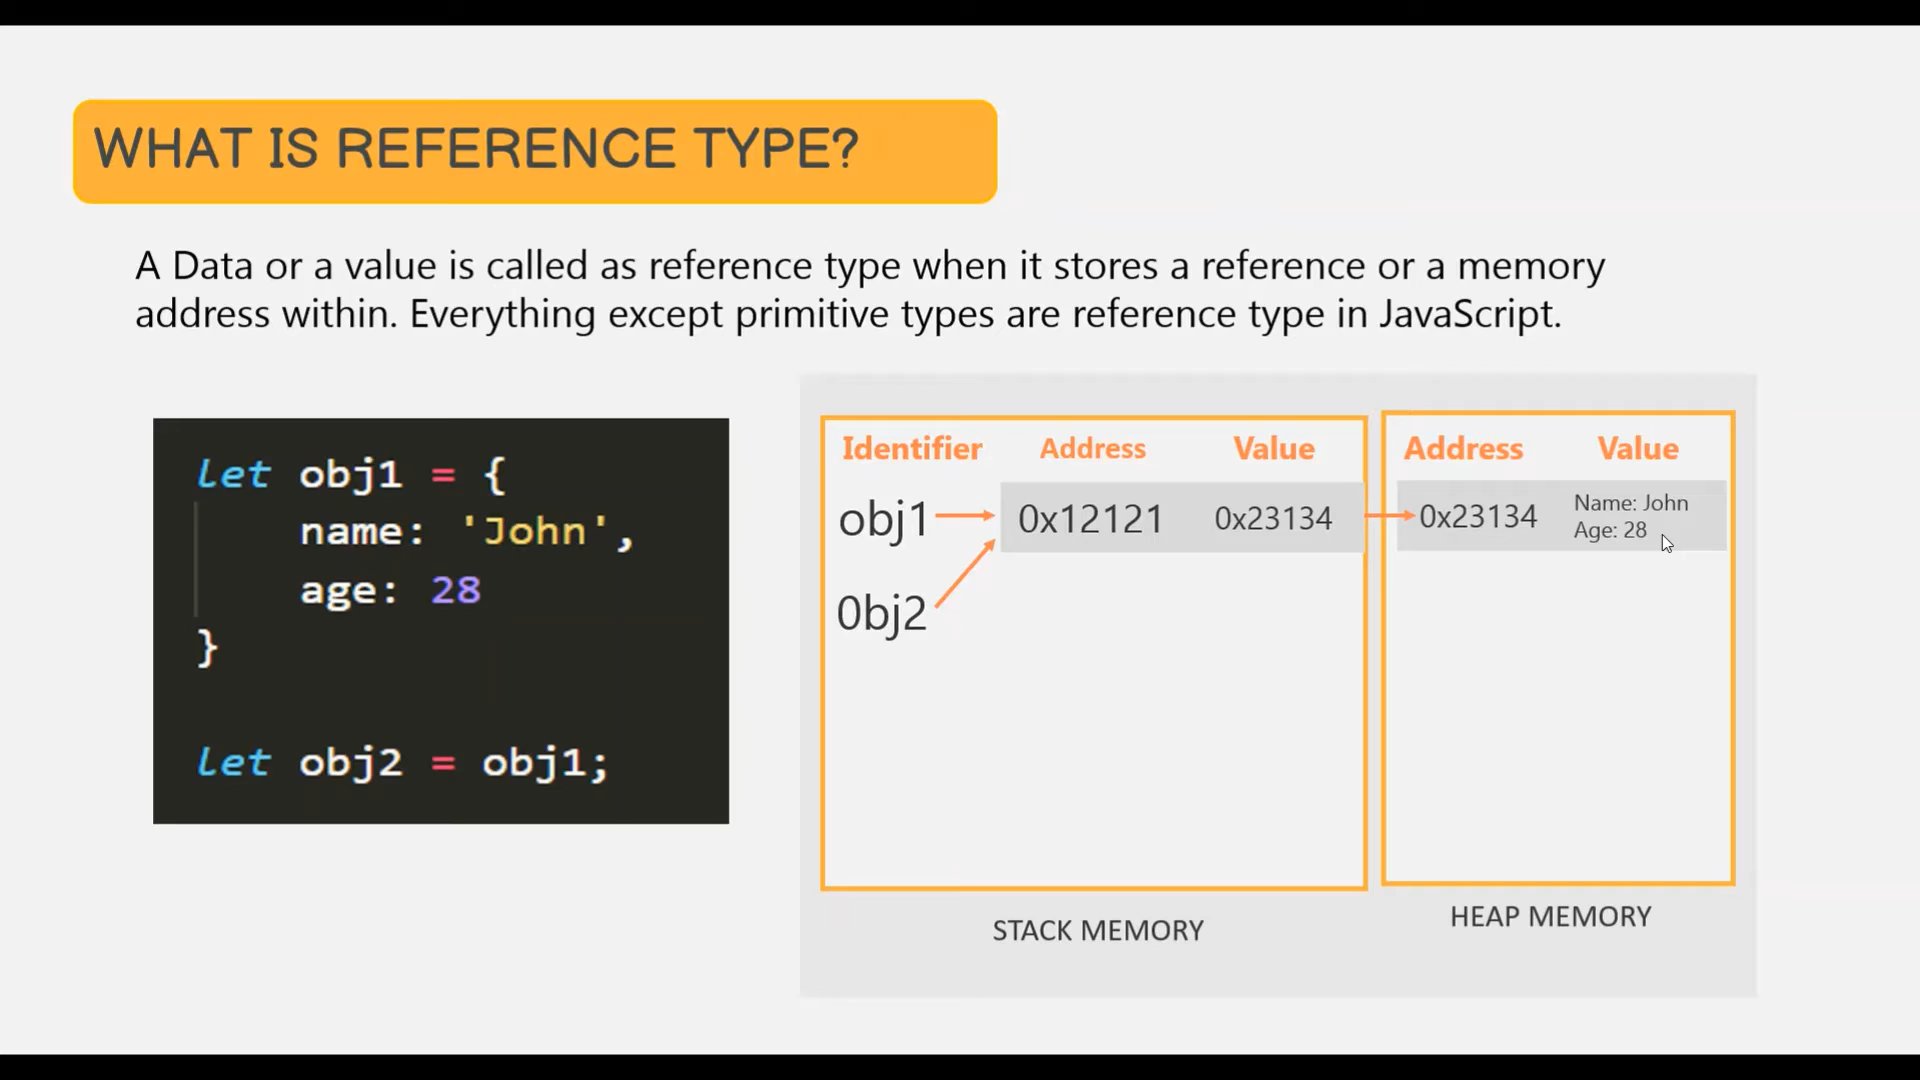 WHAT IS REFERENCE TYPE?
A Data or a value is called as reference type when it stores a reference or a memory
address within. Everything except primitive types are reference type in JavaScript.
let obj1 = {
name: 'John',
age: 28
}
let obj2 = obj1;
Identifier Address Value
obj1 0x12121 0x23134
0bj2
STACK MEMORY
Address Value
0x23134 Name: John
Age: 28
HEAP MEMORY